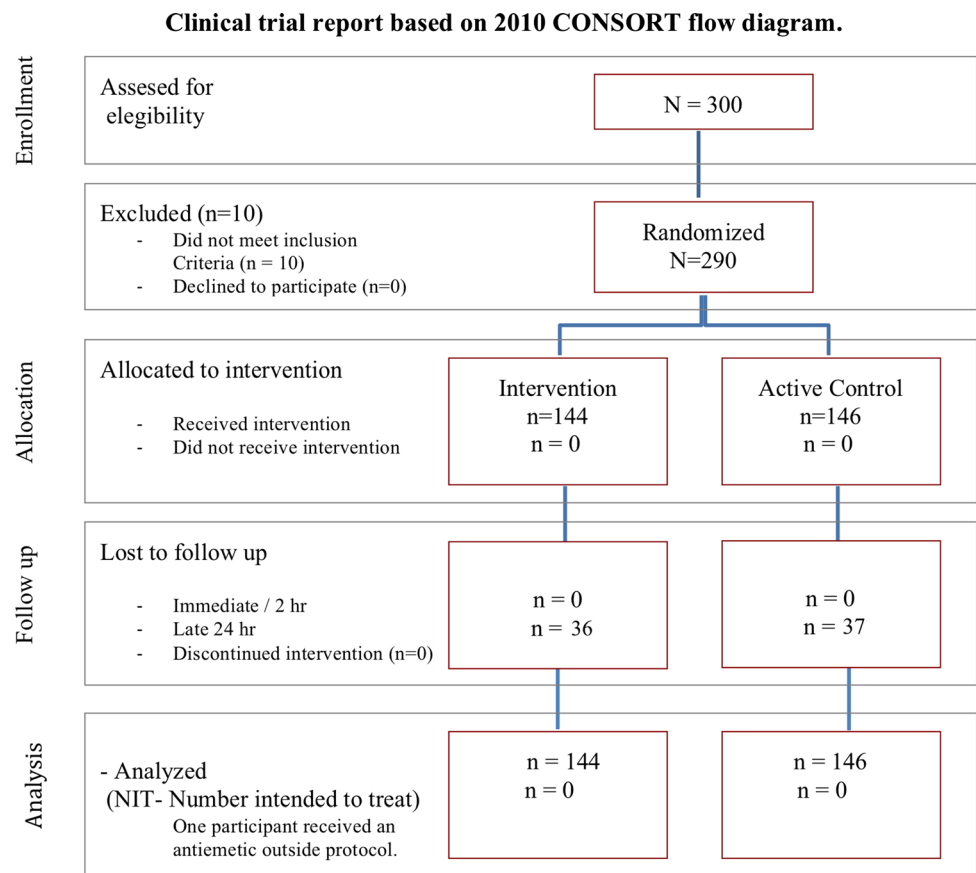 Clinical trial report based on 2010 CONSORT flow diagram.
Enrollment
Assesed for
elegibility
N = 300
Excluded (n=10)
- Did not meet inclusion
Criteria (n = 10)
- Declined to participate (n=0)
Randomized
N=290
Allocation
Allocated to intervention
- Received intervention
- Did not receive intervention
Intervention
n=144
n = 0
Active Control
n=146
n = 0
Follow up
Lost to follow up
- Immediate / 2 hr
- Late 24 hr
- Discontinued intervention (n=0)
n = 0
n = 36
n = 0
n = 37
Analysis
- Analyzed
(NIT- Number intended to treat)
One participant received an
antiemetic outside protocol.
n = 144
n = 0
n = 146
n = 0